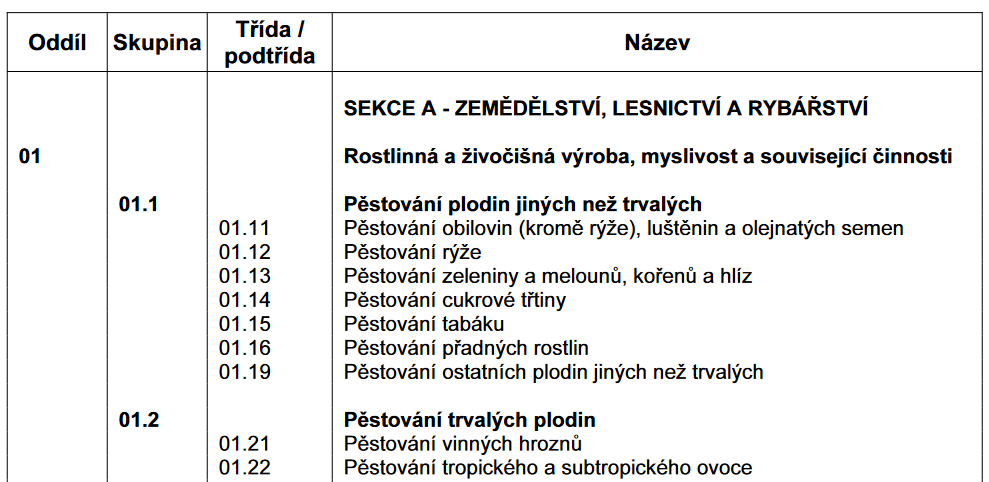 Oddíl Skupina Třída / podtřída Název
SEKCE A - ZEMĚDĚLSTVÍ, LESNICTVÍ A RYBÁŘSTVÍ
01 Rostlinná a živočišná výroba, myslivost a související činnosti
01.1 Pěstování plodin jiných než trvalých
01.11 Pěstování obilovin (kromě rýže), luštěnin a olejnatých semen
01.12 Pěstování rýže
01.13 Pěstování zeleniny a melounů, kořenů a hlíz
01.14 Pěstování cukrové třtiny
01.15 Pěstování tabáku
01.16 Pěstování přadných rostlin
01.19 Pěstování ostatních plodin jiných než trvalých
01.2 Pěstování trvalých plodin
01.21 Pěstování vinných hroznů
01.22 Pěstování tropického a subtropického ovoce